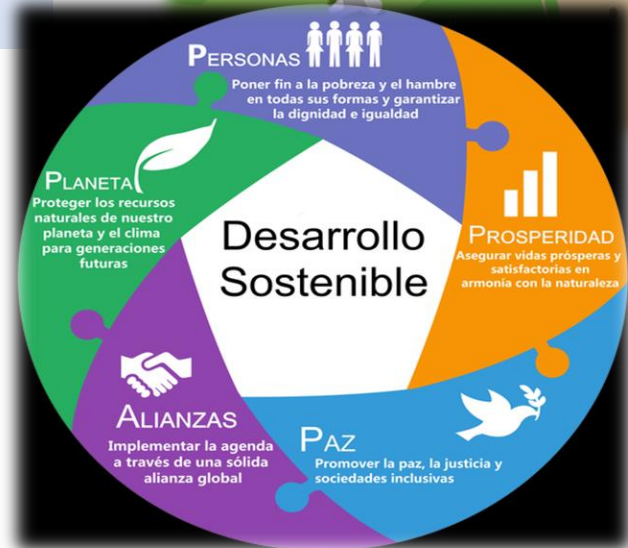 PERSONAS
Poner fin a la pobreza y el hambre
en todas sus formas y garantizar
la dignidad e igualdad
PLANETA
Proteger los recursos
naturales de nuestro
planeta y el clima
para generaciones
futuras
Desarrollo
Sostenible
PROSPERIDAD
Asegurar vidas prósperas y
satisfactorias en
armonia con la naturaleza
ALIANZAS
Implementar la agenda
a través de una sólida
alianza global
PAZ
Promover la paz, la justicia y
sociedades inclusivas